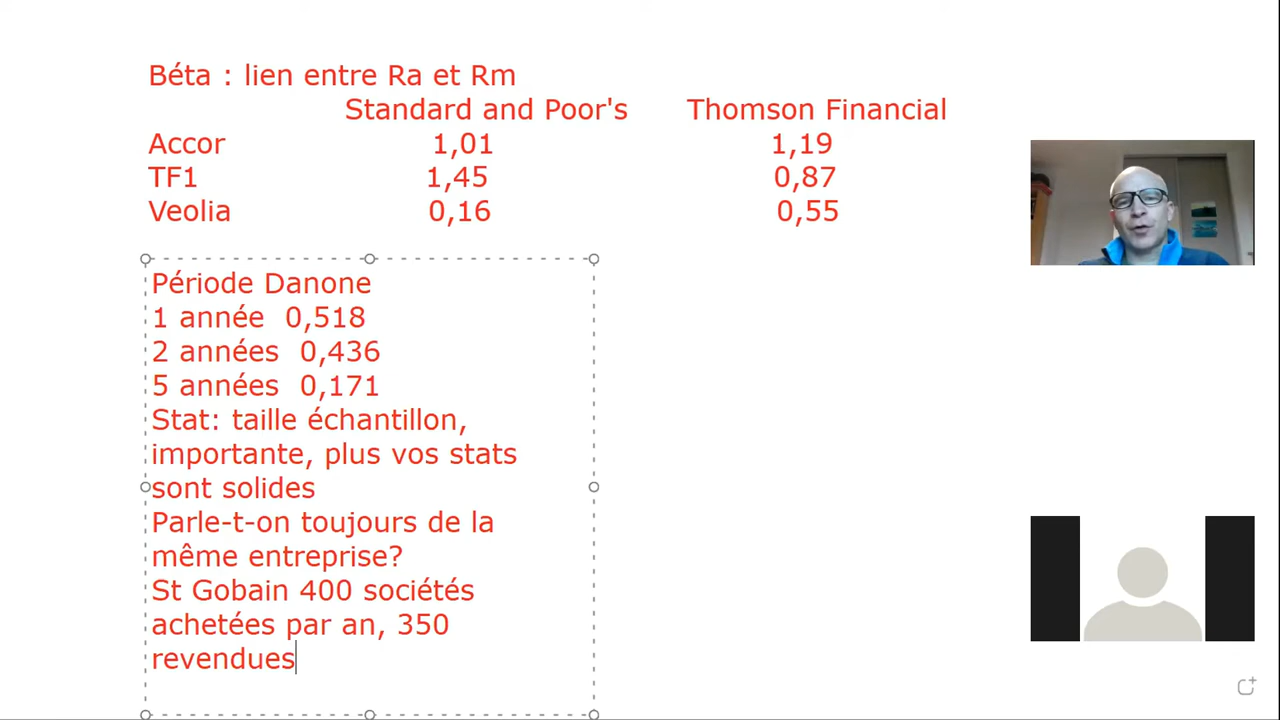 Béta : lien entre Ra et Rm
Standard and Poor's Thomson Financial
Accor 1,01 1,19
TF1 1,45 0,87
Veolia 0,16 0,55
Période Danone
1 année 0,518
2 années 0,436
5 années 0,171
Stat: taille échantillon,
importante, plus vos stats
sont solides
Parle-t-on toujours de la
même entreprise?
St Gobain 400 sociétés
achetées par an, 350
revendues